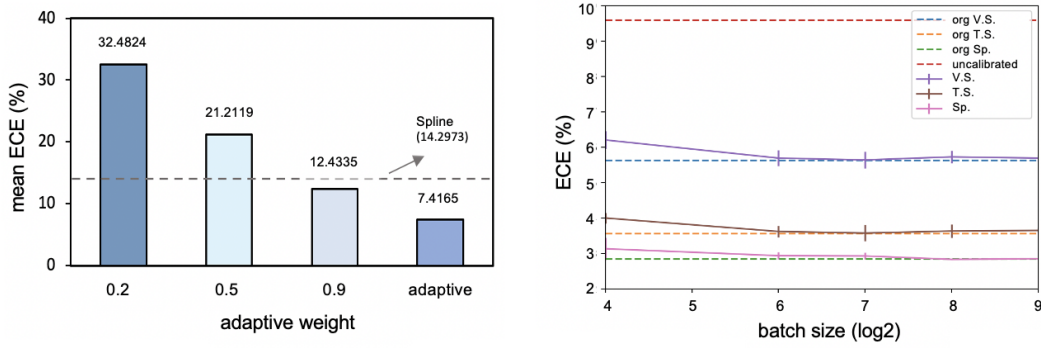 mean ECE (%)
40
30
20
10
0
32.4824
21.2119
12.4335
7.4165
Spline
(14.2973)
0.2
0.5
0.9
adaptive
adaptive weight
ECE (%)
10
9
8
7
6
5
4
3
2
org V.S.
org T.S.
org Sp.
uncalibrated
V.S.
T.S.
Sp.
4
5
6
7
8
9
batch size (log2)